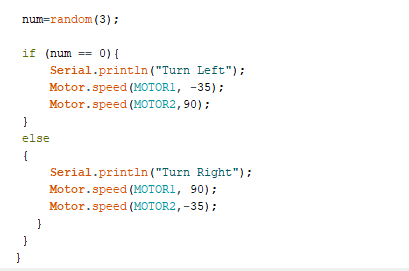 num=random(3);
if (num == 0){
Serial.println("Turn Left");
Motor.speed(MOTOR1, -35);
Motor.speed(MOTOR2,90);
}
else
{
Serial.println("Turn Right");
Motor.speed(MOTOR1, 90);
Motor.speed(MOTOR2,-35);
}
}
}